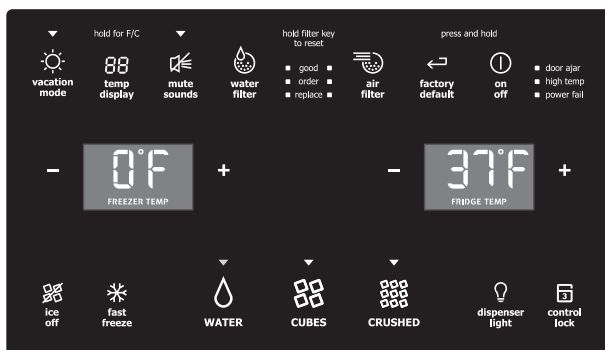 hold for F/C
hold filter key
to reset
press and hold
88
vacation
mode
temp
display
mute
sounds
water
filter
good
order
replace
air
filter
factory
default
on
off
door ajar
high temp
power fail
- 0°F +
FREEZER TEMP
- 37°F +
FRIDGE TEMP
ice
off
fast
freeze
WATER
CUBES
CRUSHED
dispenser
light
3
control
lock